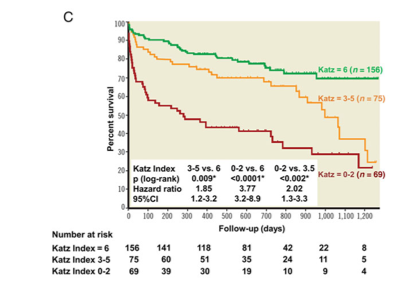 C
Percent survival
100
90
80
70
60
50
40
30
20
10
0
Katz = 6 (n = 156)
Katz = 3-5 (n = 75)
Katz = 0-2 (n = 69)
Katz Index 3-5 vs. 6 0-2 vs. 6 0-2 vs. 3.5
p (log-rank) 0.009* <0.0001* <0.002*
Hazard ratio 1.85 3.77 2.02
95%CI 1.2-3.2 3.2-8.9 1.3-3.3
0 100 200 300 400 500 600 700 800 900 1,000 1,100 1,200
Follow-up (days)
Number at risk
Katz Index = 6 156 141 118 81 42 22 8
Katz Index 3-5 75 60 51 35 24 11 5
Katz Index 0-2 69 39 30 19 10 9 4